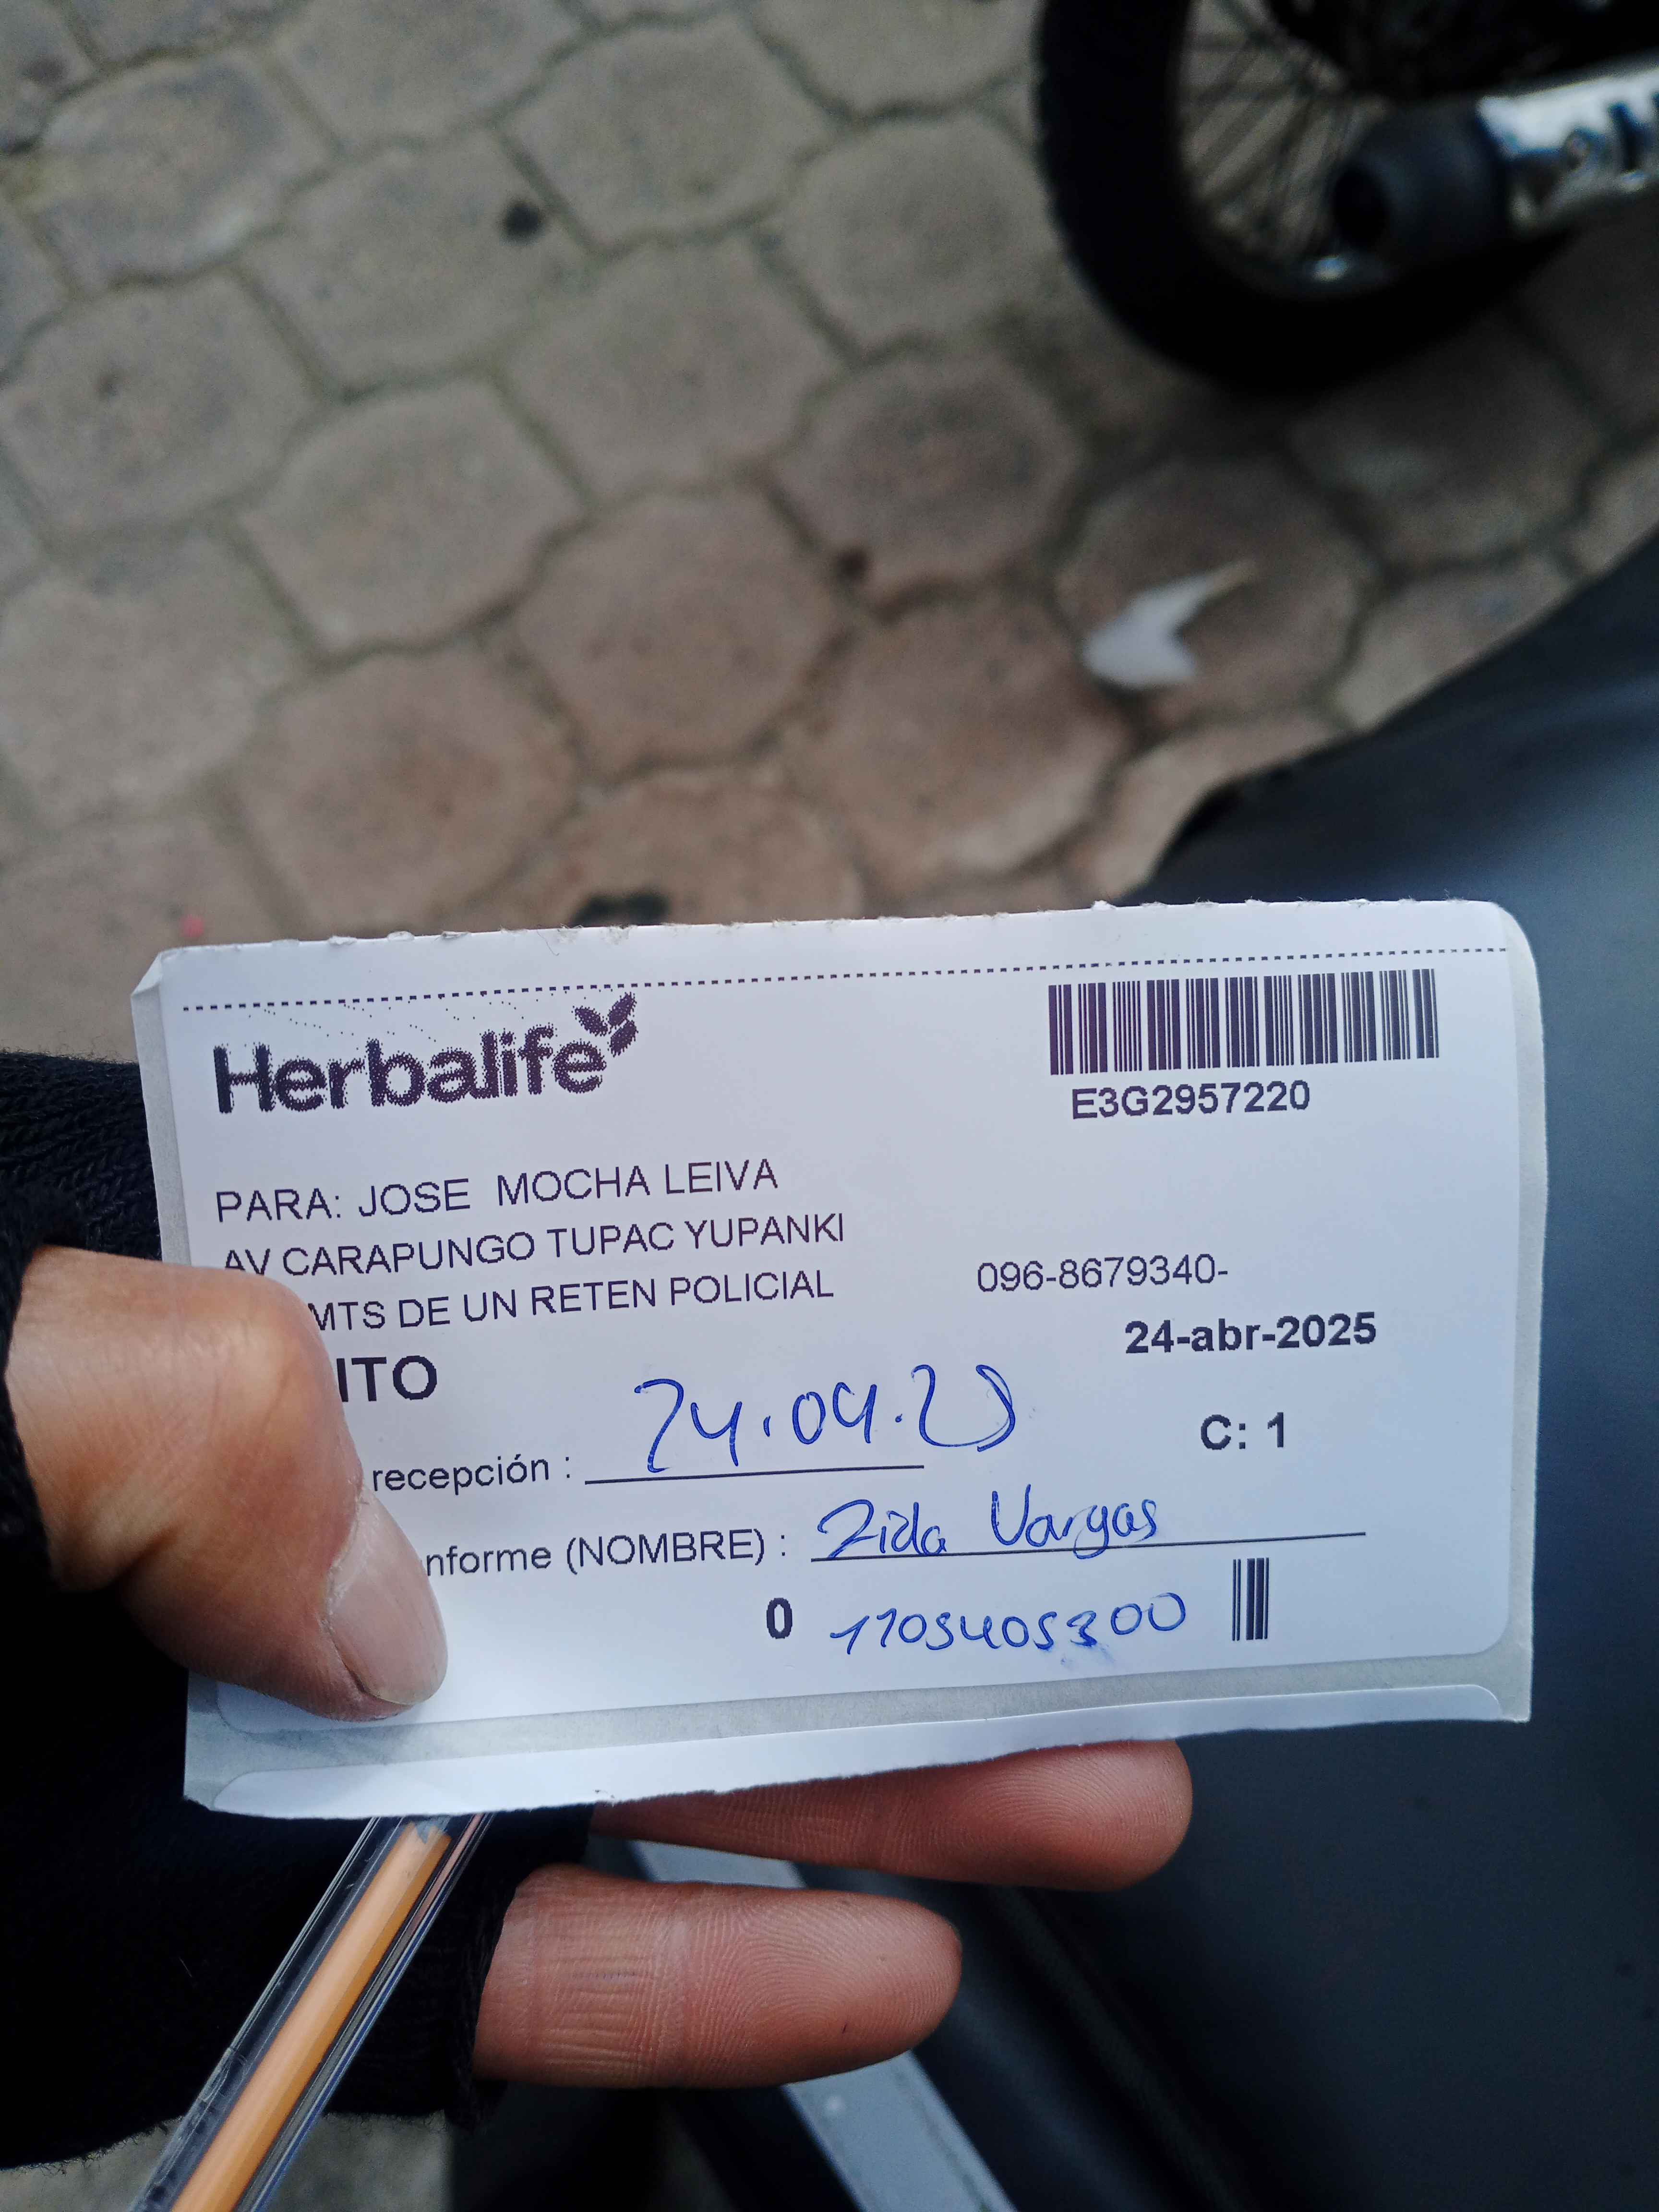 Herbalife
E3G2957220
PARA: JOSE MOCHA LEIVA
AV CARAPUNGO TUPAC YUPANKI
MTS DE UN RETEN POLICIAL
096-8679340-
24-abr-2025
ITO
C: 1
recepción : 24.04.25
nforme (NOMBRE) : Zida Vargas
0 1705405300